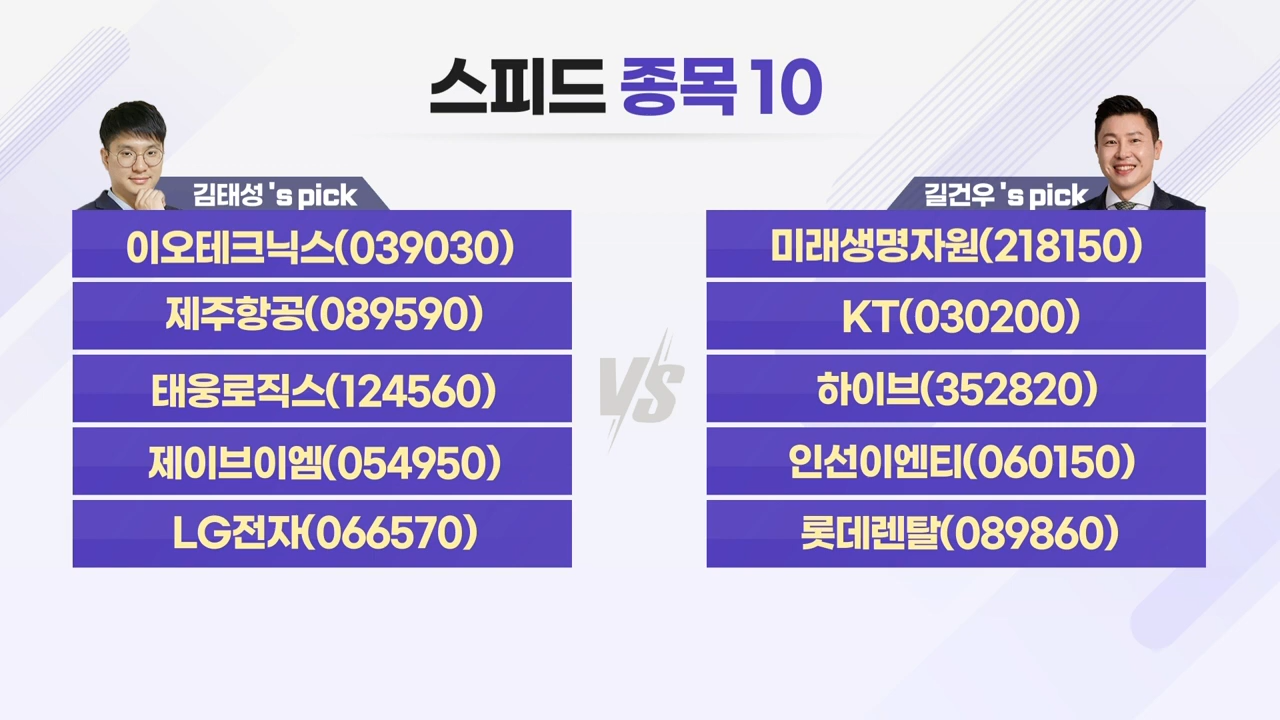 스피드 종목 10
김태성 's pick
이오테크닉스(039030)
제주항공(089590)
태웅로직스(124560)
제이브이엠(054950)
LG전자(066570)
VS
길건우 's pick
미래생명자원(218150)
KT(030200)
하이브(352820)
인선이엔티(060150)
롯데렌탈(089860)